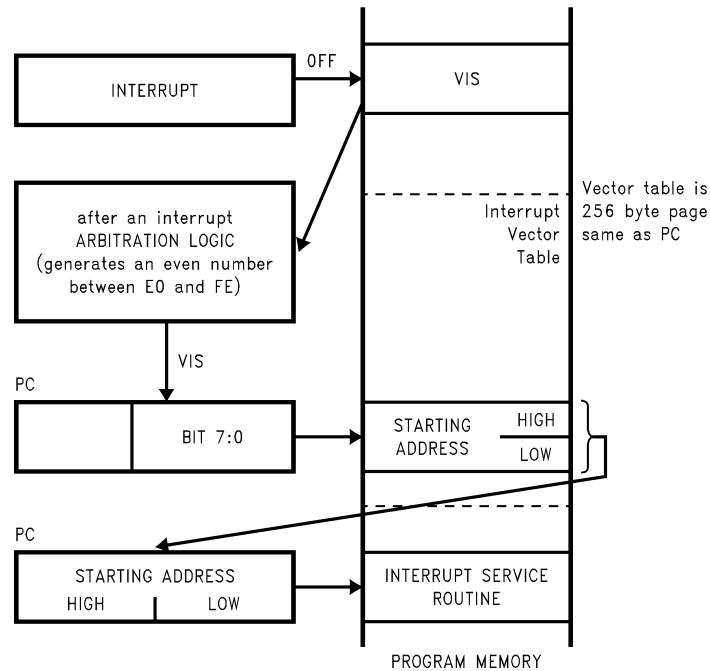 INTERRUPT
OFF
VIS
after an interrupt
ARBITRATION LOGIC
(generates an even number
between E0 and FE)
Interrupt
Vector
Table
Vector table is
256 byte page
same as PC
VIS
PC
BIT 7:0
STARTING
ADDRESS
HIGH
LOW
PC
STARTING ADDRESS
HIGH
LOW
INTERRUPT SERVICE
ROUTINE
PROGRAM MEMORY